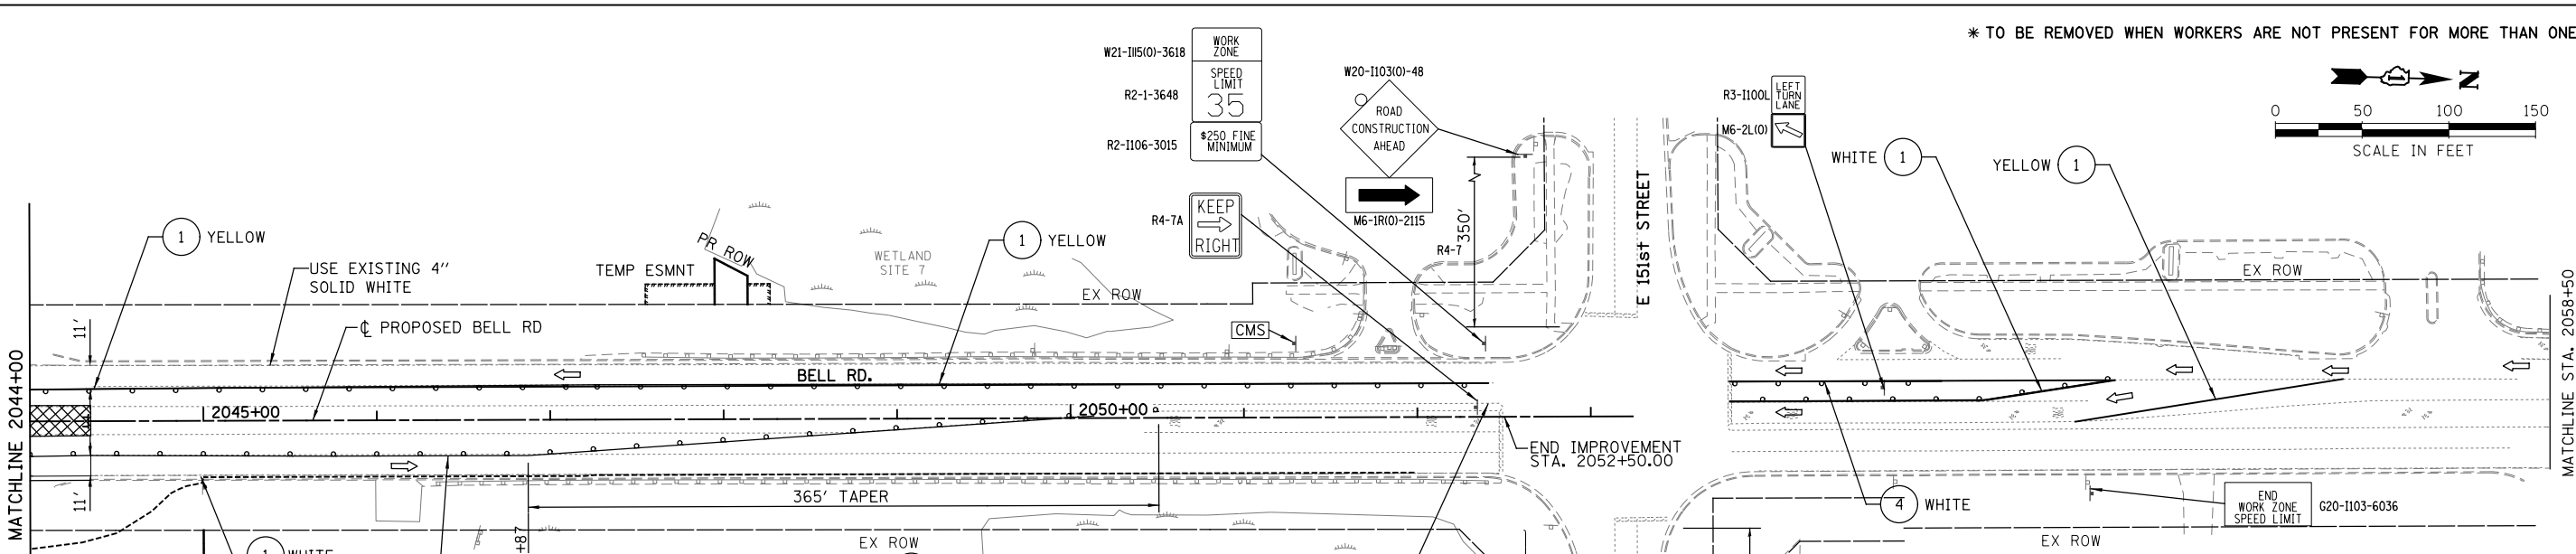 * TO BE REMOVED WHEN WORKERS ARE NOT PRESENT FOR MORE THAN ONE
N
0 50 100 150
SCALE IN FEET
W21-I115(O)-3618
WORK
ZONE
SPEED
LIMIT
35
R2-1-3648
R2-I106-3015
$250 FINE
MINIMUM
W20-I103(O)-48
ROAD
CONSTRUCTION
AHEAD
M6-1R(O)-2115
R4-7A
KEEP
RIGHT
R4-7
350'
E 151st STREET
R3-I100L
LEFT
TURN
LANE
M6-2L(O)
WHITE 1
YELLOW 1
1 YELLOW
USE EXISTING 4"
SOLID WHITE
TEMP ESMNT
PR ROW
WETLAND
SITE 7
1 YELLOW
EX ROW
EX ROW
CMS
℄ PROPOSED BELL RD
11'
BELL RD.
2045+00
2050+00
MATCHLINE 2044+00
11'
END IMPROVEMENT
STA. 2052+50.00
365' TAPER
+87
1 WHITE
EX ROW
4 WHITE
END
WORK ZONE
SPEED LIMIT
G20-I103-6036
EX ROW
MATCHLINE STA. 2058+50